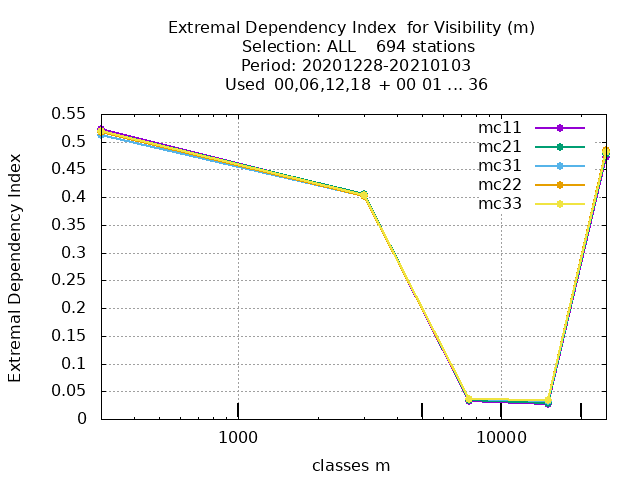 Extremal Dependency Index  for Visibility (m)
Selection: ALL    694 stations
Period: 20201228-20210103
Used  00,06,12,18  + 00 01 ... 36
Extremal Dependency Index
0.55
0.5
0.45
0.4
0.35
0.3
0.25
0.2
0.15
0.1
0.05
0
mc11
mc21
mc31
mc22
mc33
1000
10000
classes m